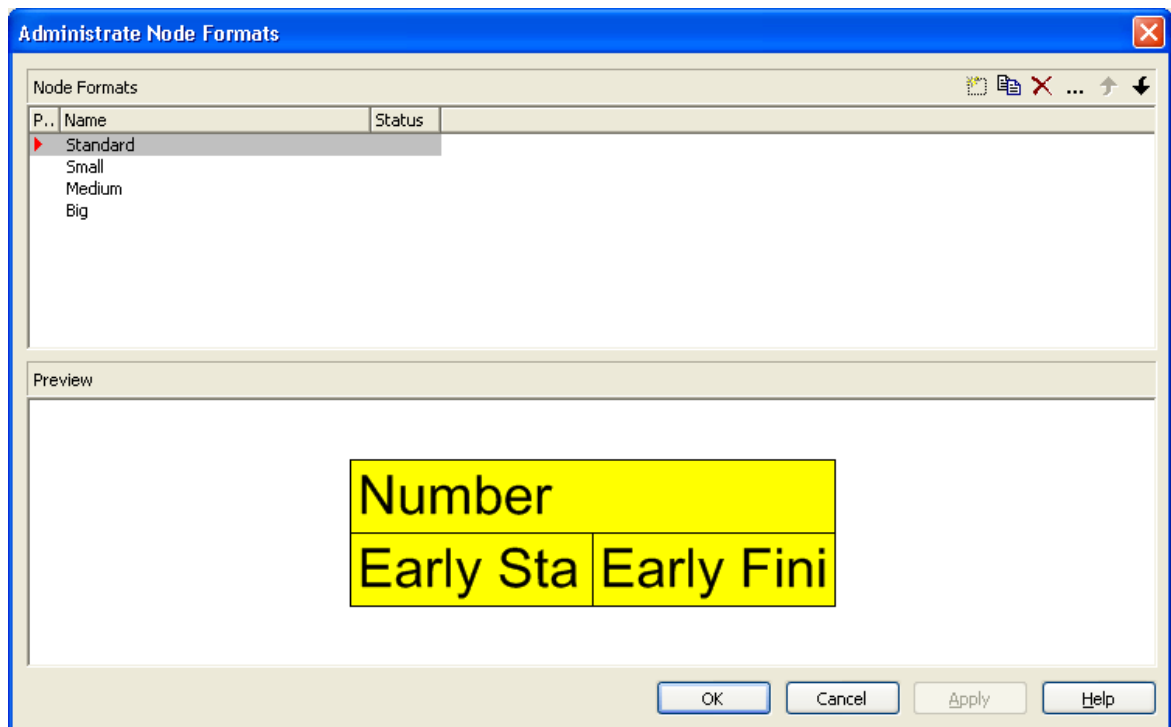 Administrate Node Formats
Node Formats
...
P.. Name Status
Standard
Small
Medium
Big
Preview
Number
Early Sta Early Fini
OK Cancel Apply Help